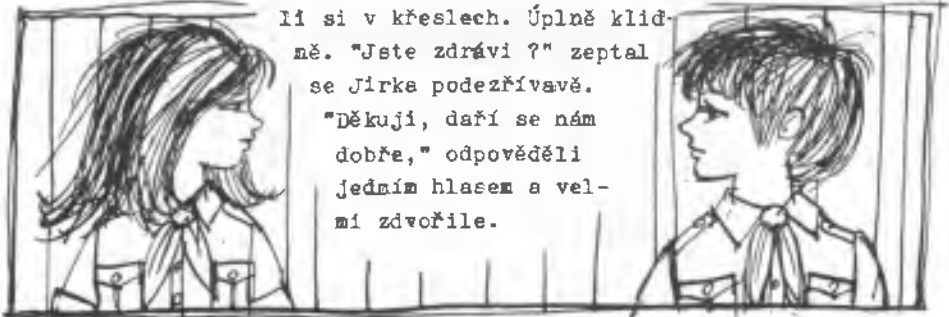 li si v křeslech. Úplně klid-
ně. "Jste zdrávi ?" zeptal
se Jirka podezřívavě.
"Děkuji, daří se nám
dobře," odpověděli
jedním hlasem a vel-
mi zdvořile.